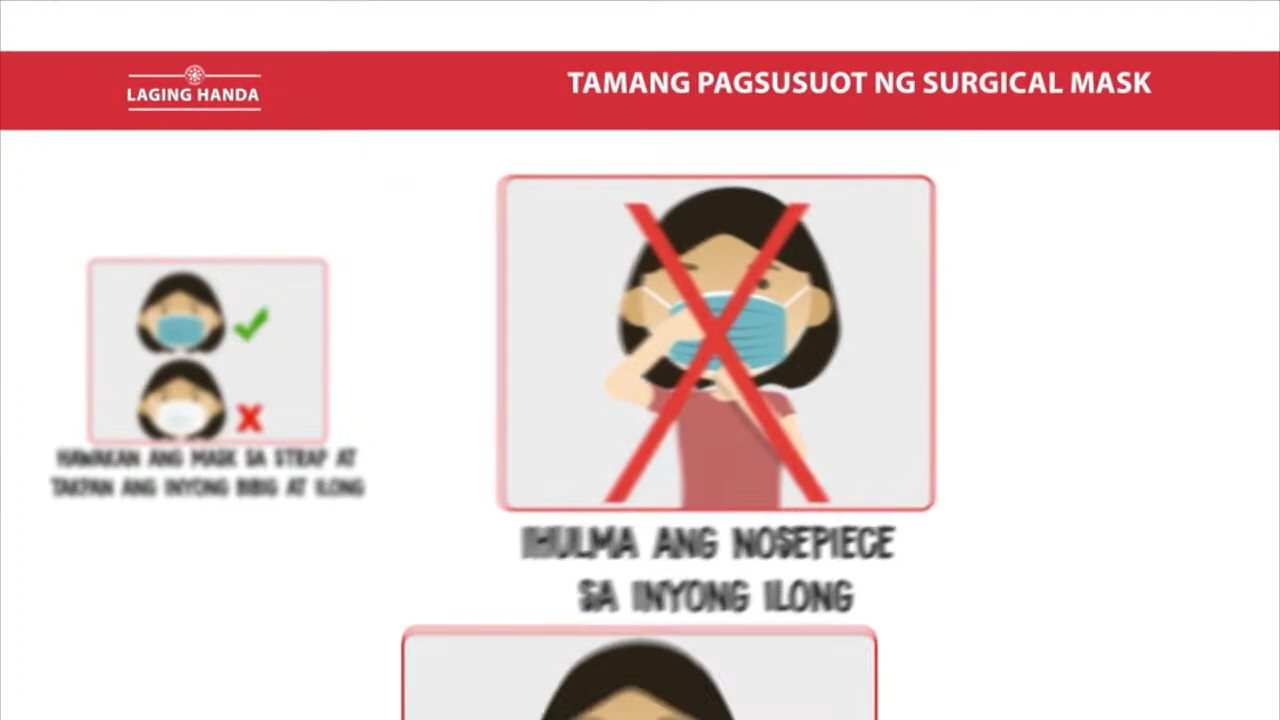 LAGING HANDA
TAMANG PAGSUSUOT NG SURGICAL MASK
HAWAKAN ANG MASK SA STRAP AT
TAKPAN ANG INYONG BIBIG AT ILONG
IHULMA ANG NOSEPIECE
SA INYONG ILONG